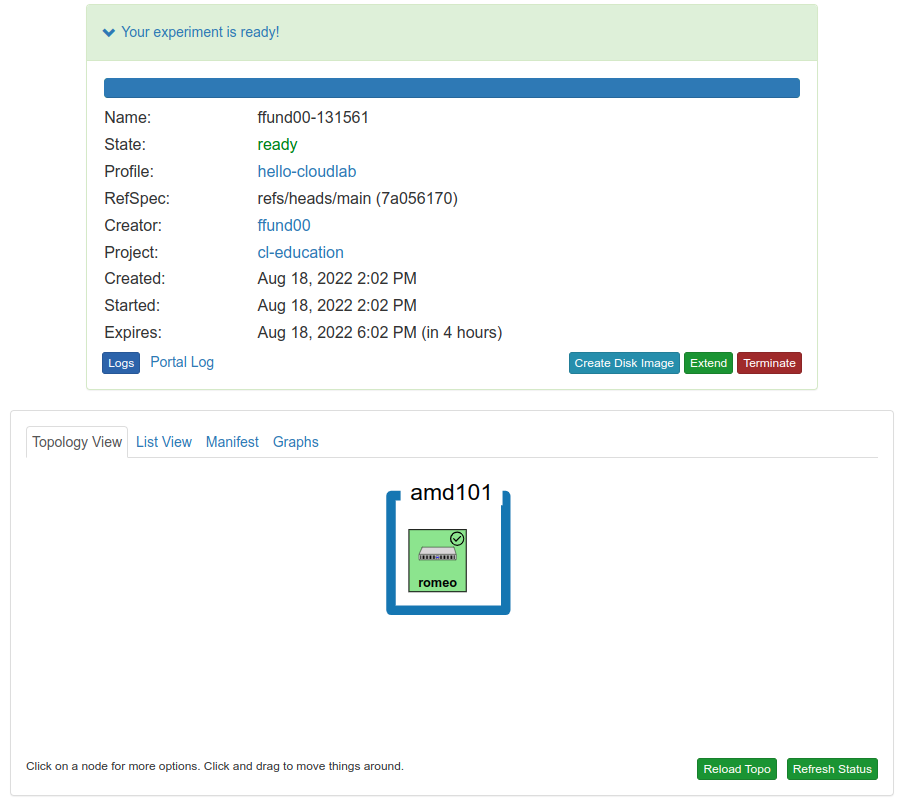 Your experiment is ready!
Name: ffund00-131561
State: ready
Profile: hello-cloudlab
RefSpec: refs/heads/main (7a056170)
Creator: ffund00
Project: cl-education
Created: Aug 18, 2022 2:02 PM
Started: Aug 18, 2022 2:02 PM
Expires: Aug 18, 2022 6:02 PM (in 4 hours)
Logs Portal Log Create Disk Image Extend Terminate
Topology View List View Manifest Graphs
amd101
romeo
Click on a node for more options. Click and drag to move things around. Reload Topo Refresh Status